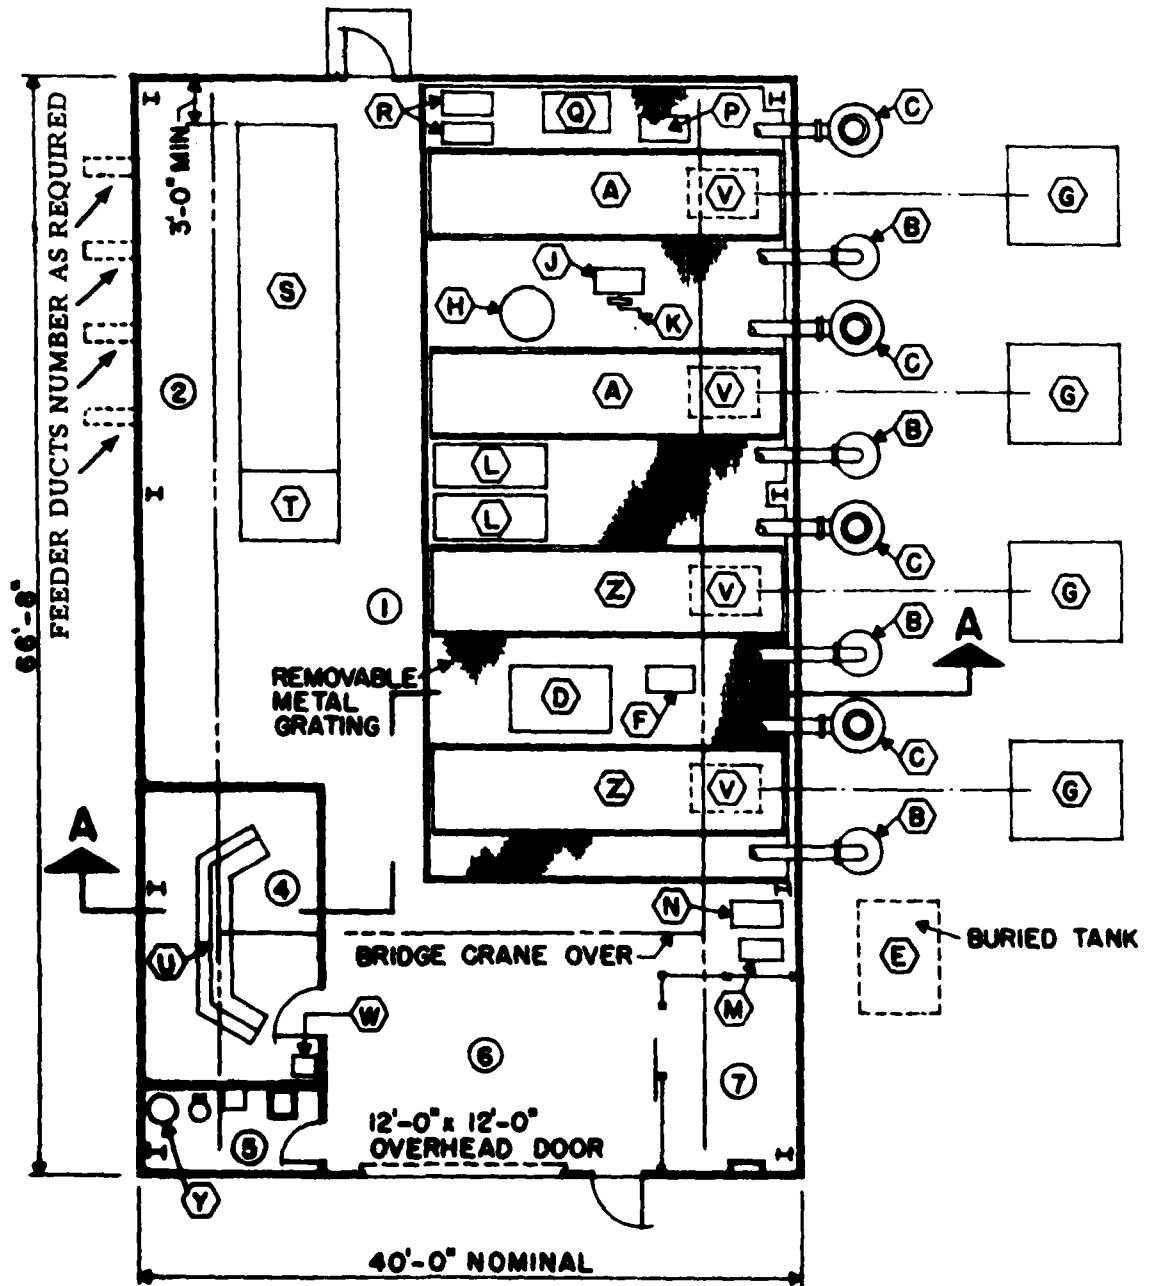 R
Q
P
C
FEEDER DUCTS NUMBER AS REQUIRED
3'-0" MIN.
A
V
G
B
S
J
H
K
C
2
A
V
G
B
L
T
L
C
1
Z
V
G
66'-8"
B
A
REMOVABLE
METAL
GRATING
D
F
C
Z
V
G
A
B
4
N
U
BRIDGE CRANE OVER
E
BURIED TANK
M
W
6
7
12'-0" x 12'-0"
OVERHEAD DOOR
5
Y
40'-0" NOMINAL